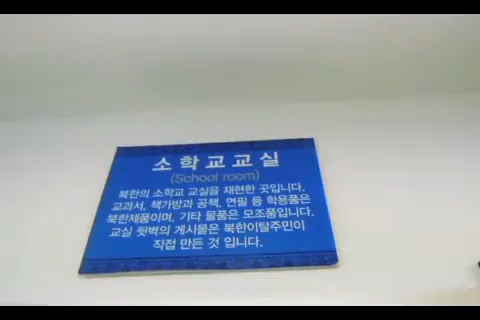 소학교교실
(School room)
북한의 소학교 교실을 재현한 곳입니다.
교과서, 책가방과 공책, 연필 등 학용품은
북한제품이며, 기타 물품은 모조품입니다.
교실 뒷벽의 게시물은 북한이탈주민이
직접 만든 것 입니다.